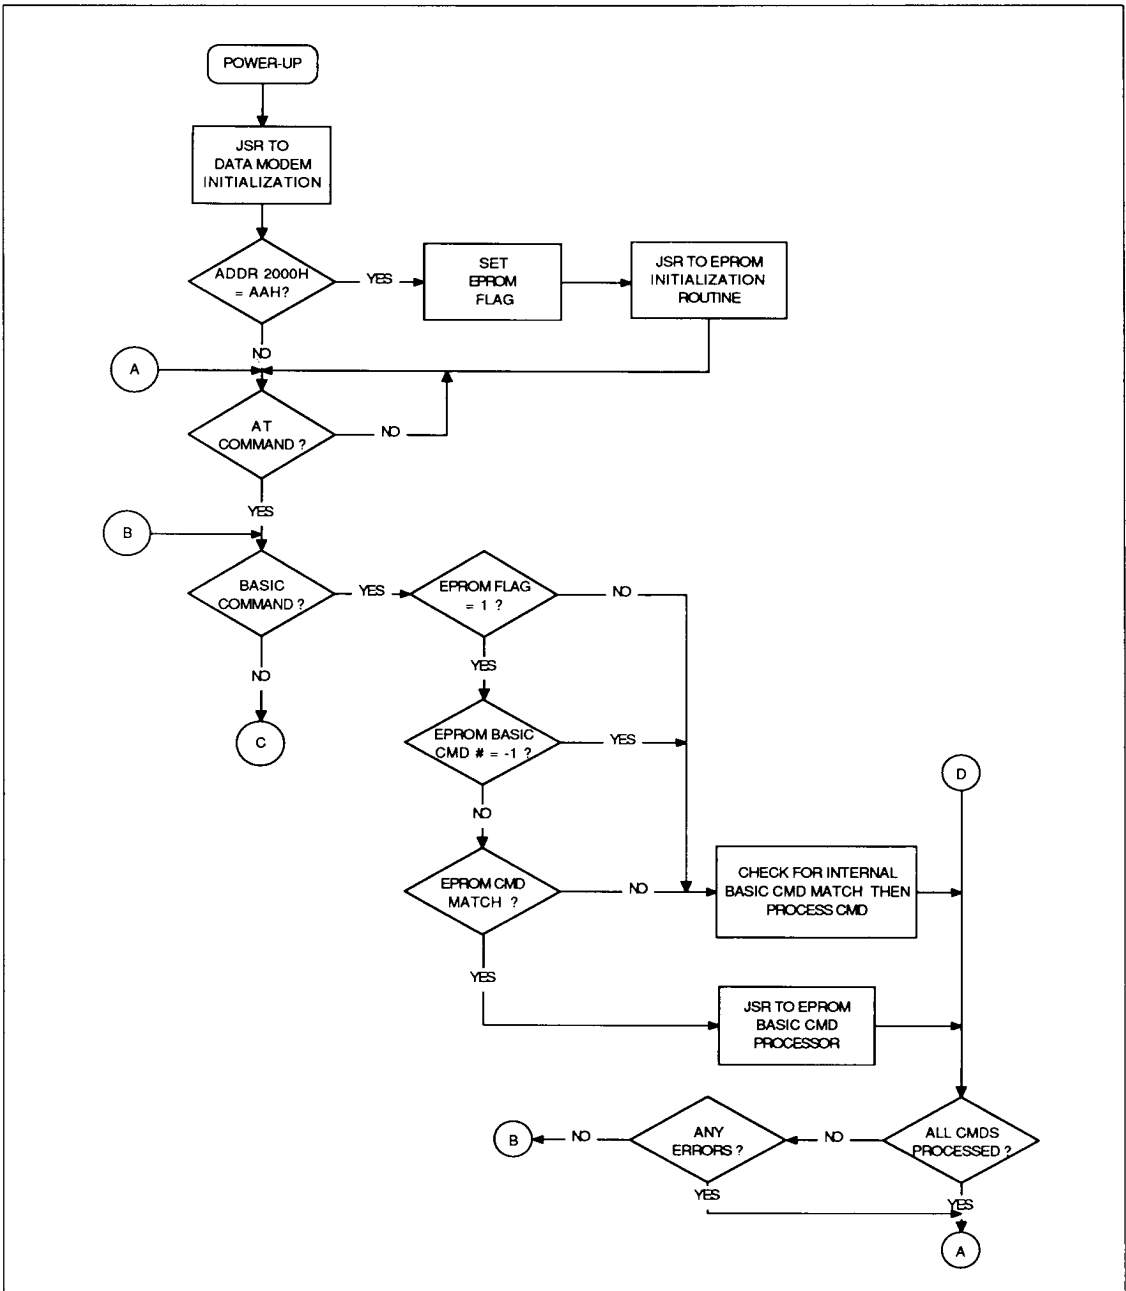 POWER-UP
JSR TO
DATA MODEM
INITIALIZATION
ADDR 2000H
= AAH?
YES
SET
EPROM
FLAG
JSR TO EPROM
INITIALIZATION
ROUTINE
NO
A
AT
COMMAND ?
NO
YES
B
BASIC
COMMAND ?
YES
EPROM FLAG
= 1 ?
NO
YES
NO
C
EPROM BASIC
CMD # = -1 ?
YES
NO
D
EPROM CMD
MATCH ?
NO
CHECK FOR INTERNAL
BASIC CMD MATCH THEN
PROCESS CMD
YES
JSR TO EPROM
BASIC CMD
PROCESSOR
B
NO
ANY
ERRORS ?
NO
ALL CMDS
PROCESSED ?
YES
YES
A